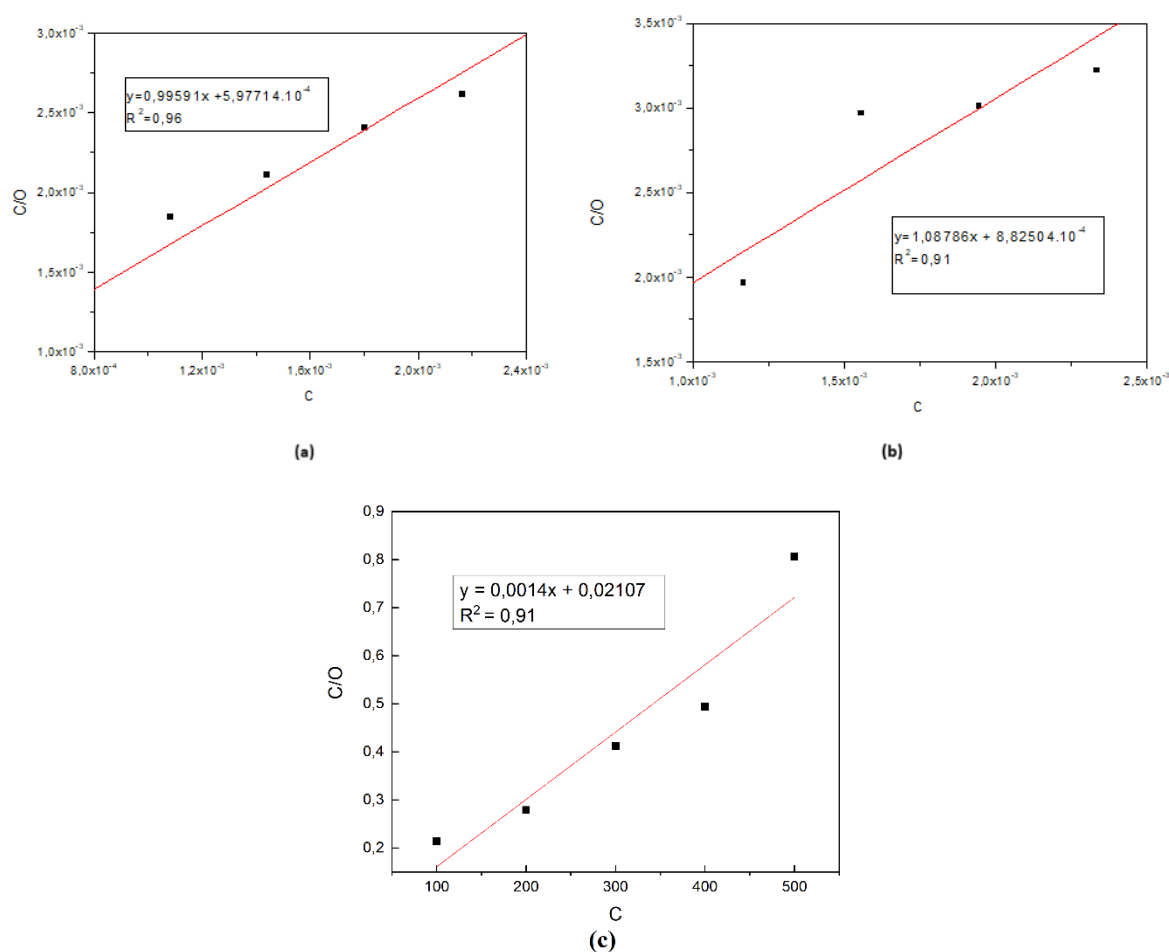 3,0x10⁻³
2,5x10⁻³
2,0x10⁻³
1,5x10⁻³
1,0x10⁻³
C/O
y=0,99591x +5,97714.10⁻⁴
R²=0,96
8,0x10⁻⁴ 1,2x10⁻³ 1,6x10⁻³ 2,0x10⁻³ 2,4x10⁻³
C
(a)
3,5x10⁻³
3,0x10⁻³
2,5x10⁻³
2,0x10⁻³
1,5x10⁻³
C/O
y=1,08786x + 8,82504.10⁻⁴
R²=0,91
1,0x10⁻³ 1,5x10⁻³ 2,0x10⁻³ 2,5x10⁻³
C
(b)
0,9
0,8
0,7
0,6
0,5
0,4
0,3
0,2
C/O
y = 0,0014x + 0,02107
R² = 0,91
100 200 300 400 500
C
(c)